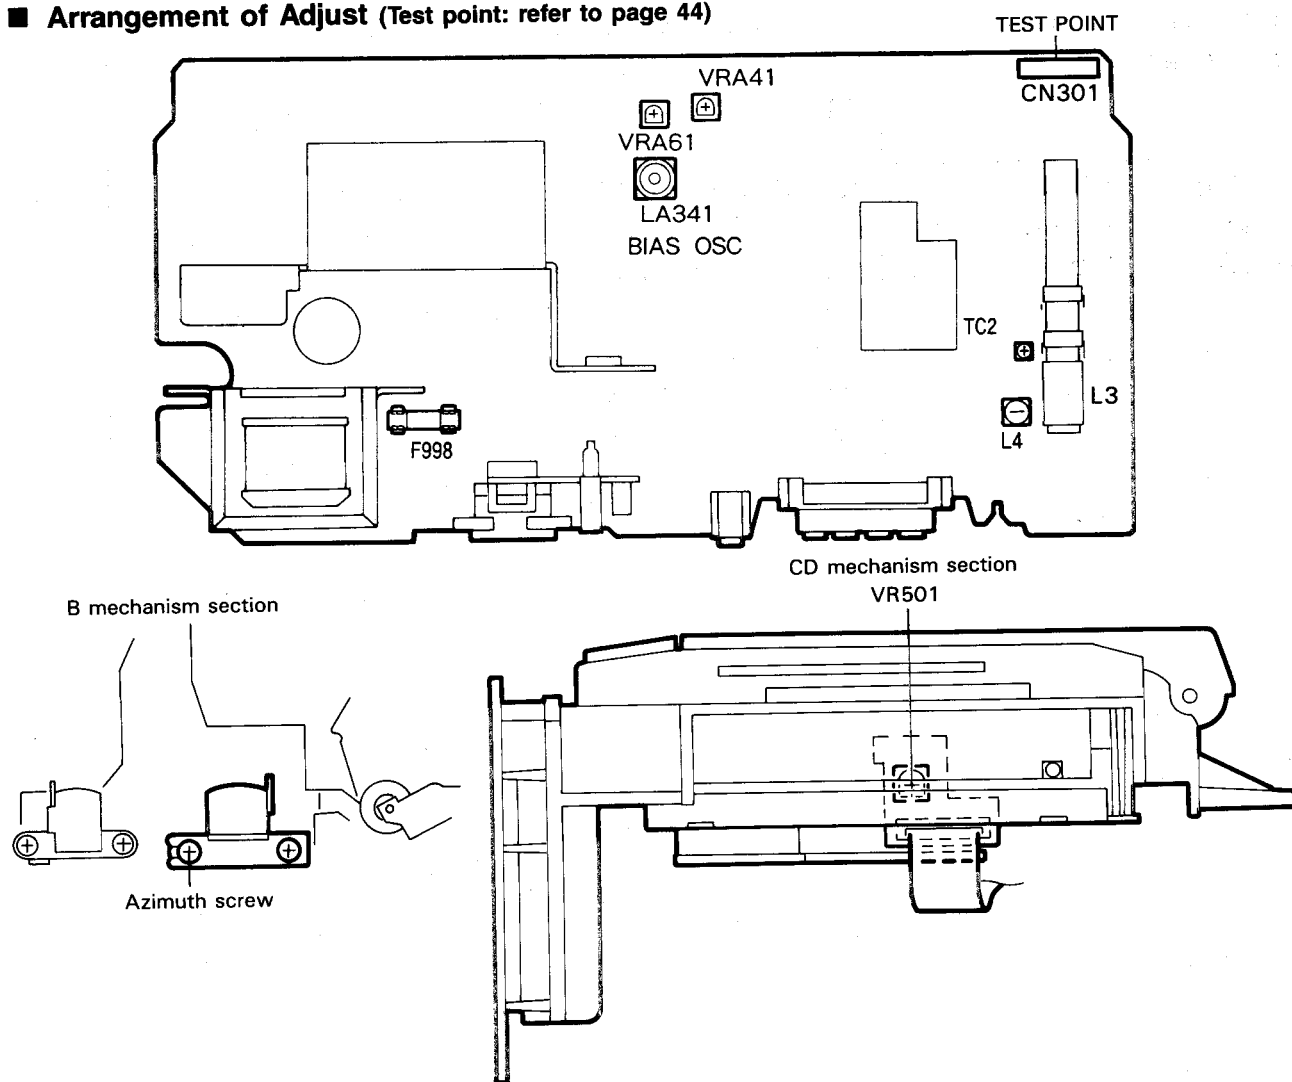 ■ Arrangement of Adjust (Test point: refer to page 44)
TEST POINT
CN301
VRA41
VRA61
LA341
BIAS OSC
TC2
L3
L4
F998
CD mechanism section
VR501
B mechanism section
Azimuth screw